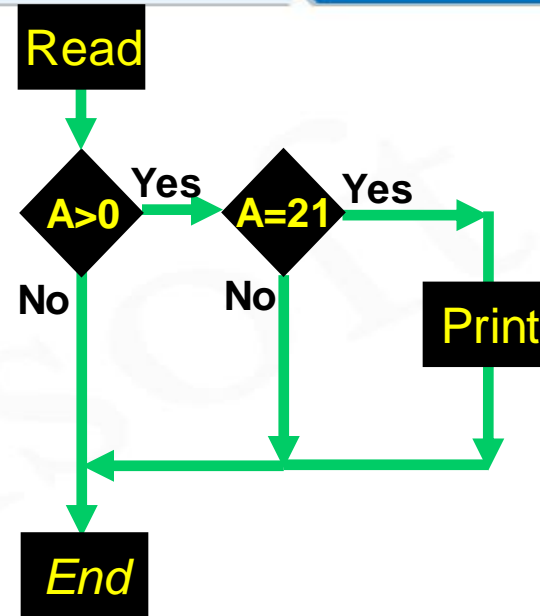 Read
Yes
Yes
A>0
A=21
No
No
Print
End